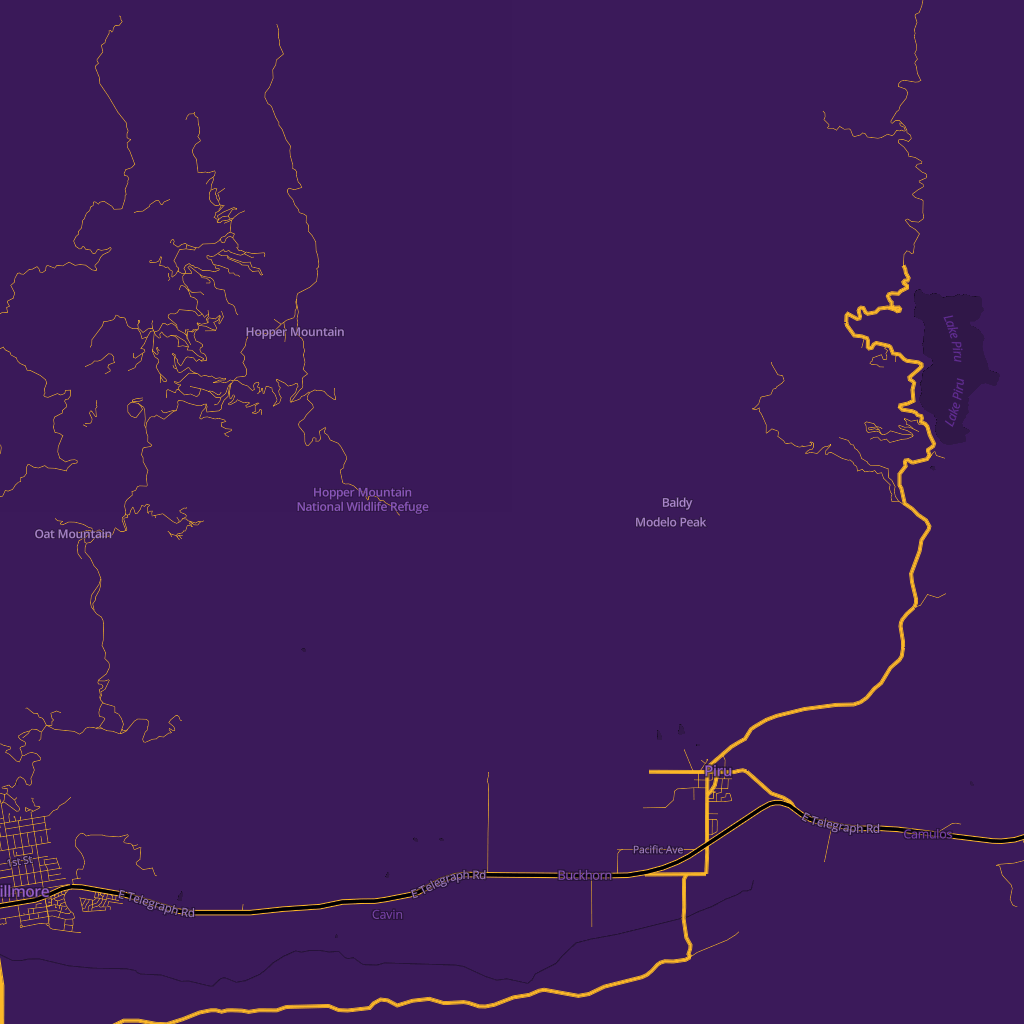 Lake Piru
Hopper Mountain
Lake Piru
Hopper Mountain
National Wildlife Refuge
Baldy
Modelo Peak
Oat Mountain
Piru
E Telegraph Rd
Camulos
Pacific Ave
1st St
E Telegraph Rd
Buckhorn
illmore
E Telegraph Rd
Cavin